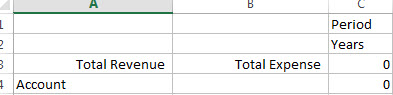 A B C
1 Period
2 Years
3 Total Revenue Total Expense 0
4 Account 0